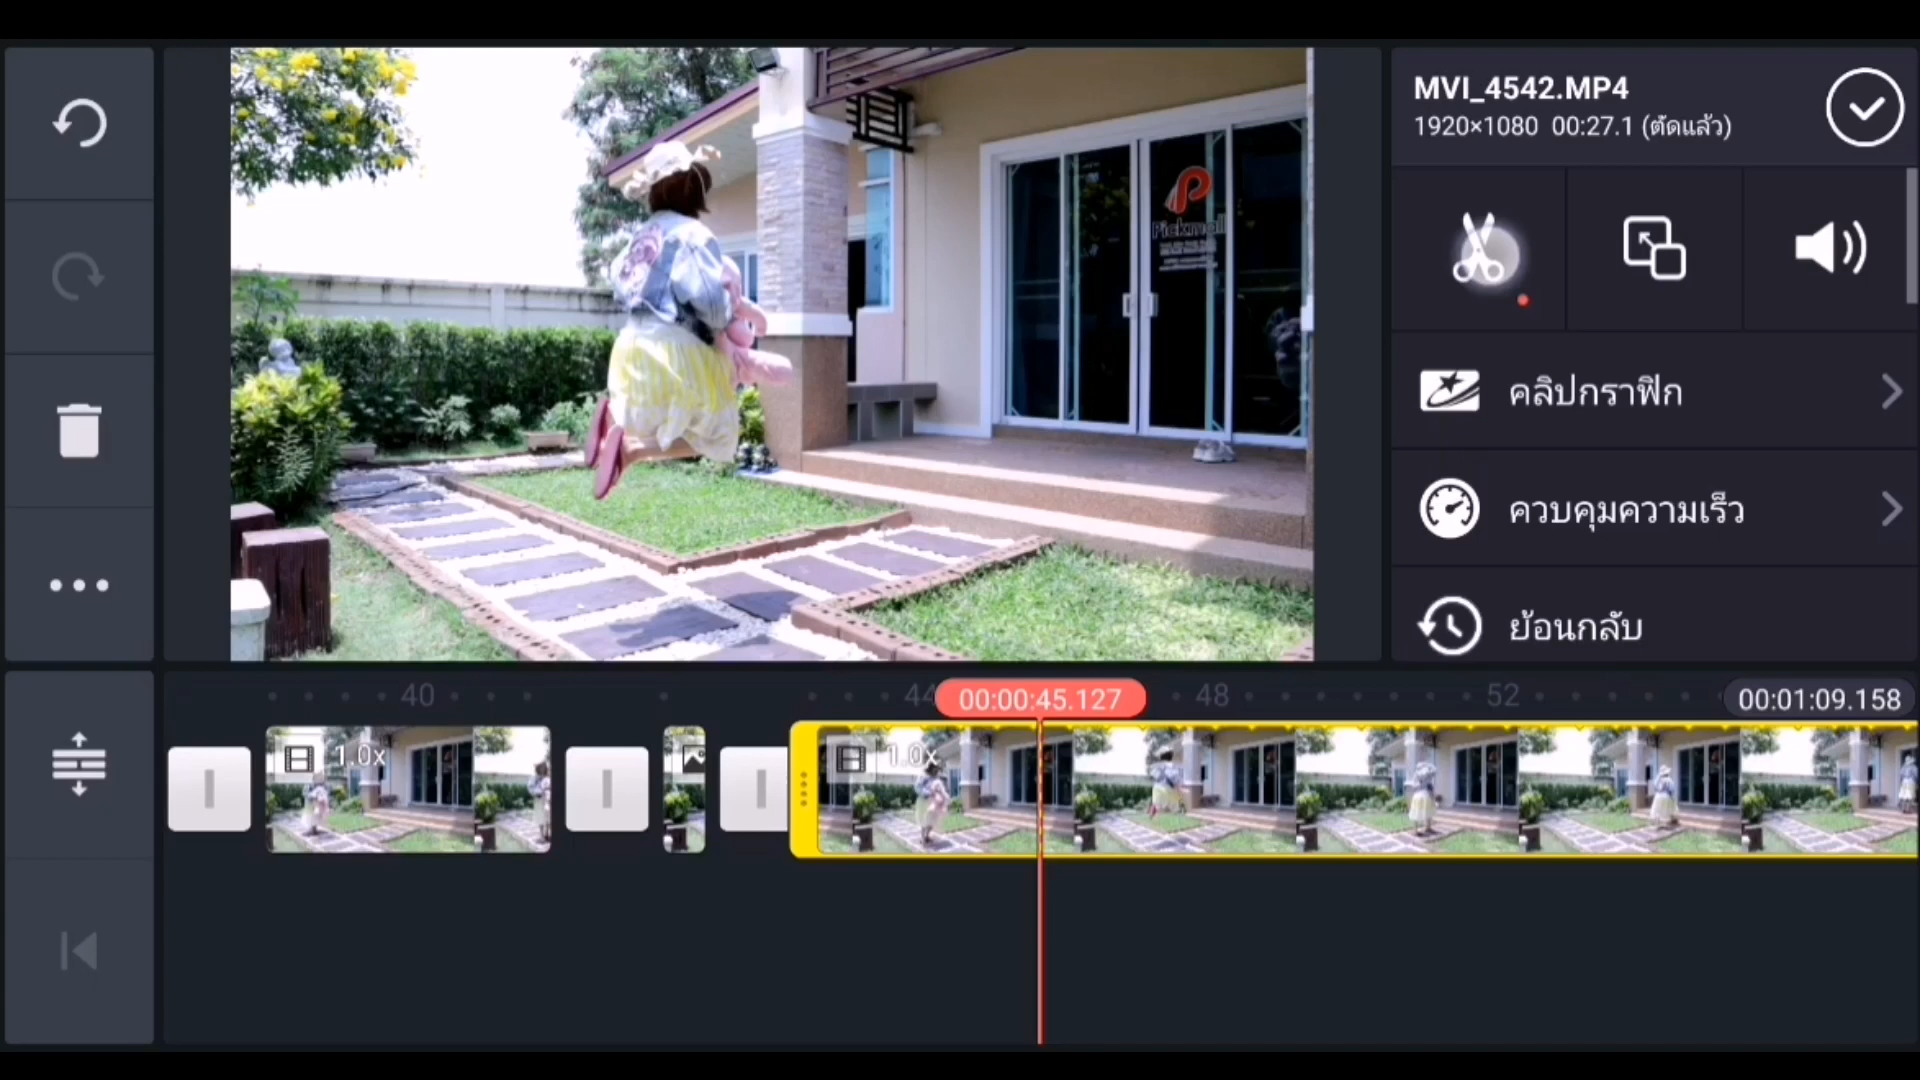 MVI_4542.MP4
1920×1080 00:27.1 (ตัดแล้ว)
Pickmall
คลิปกราฟิก
ควบคุมความเร็ว
ย้อนกลับ
40 44 00:00:45.127 48 52 00:01:09.158
1.0x 1.0x